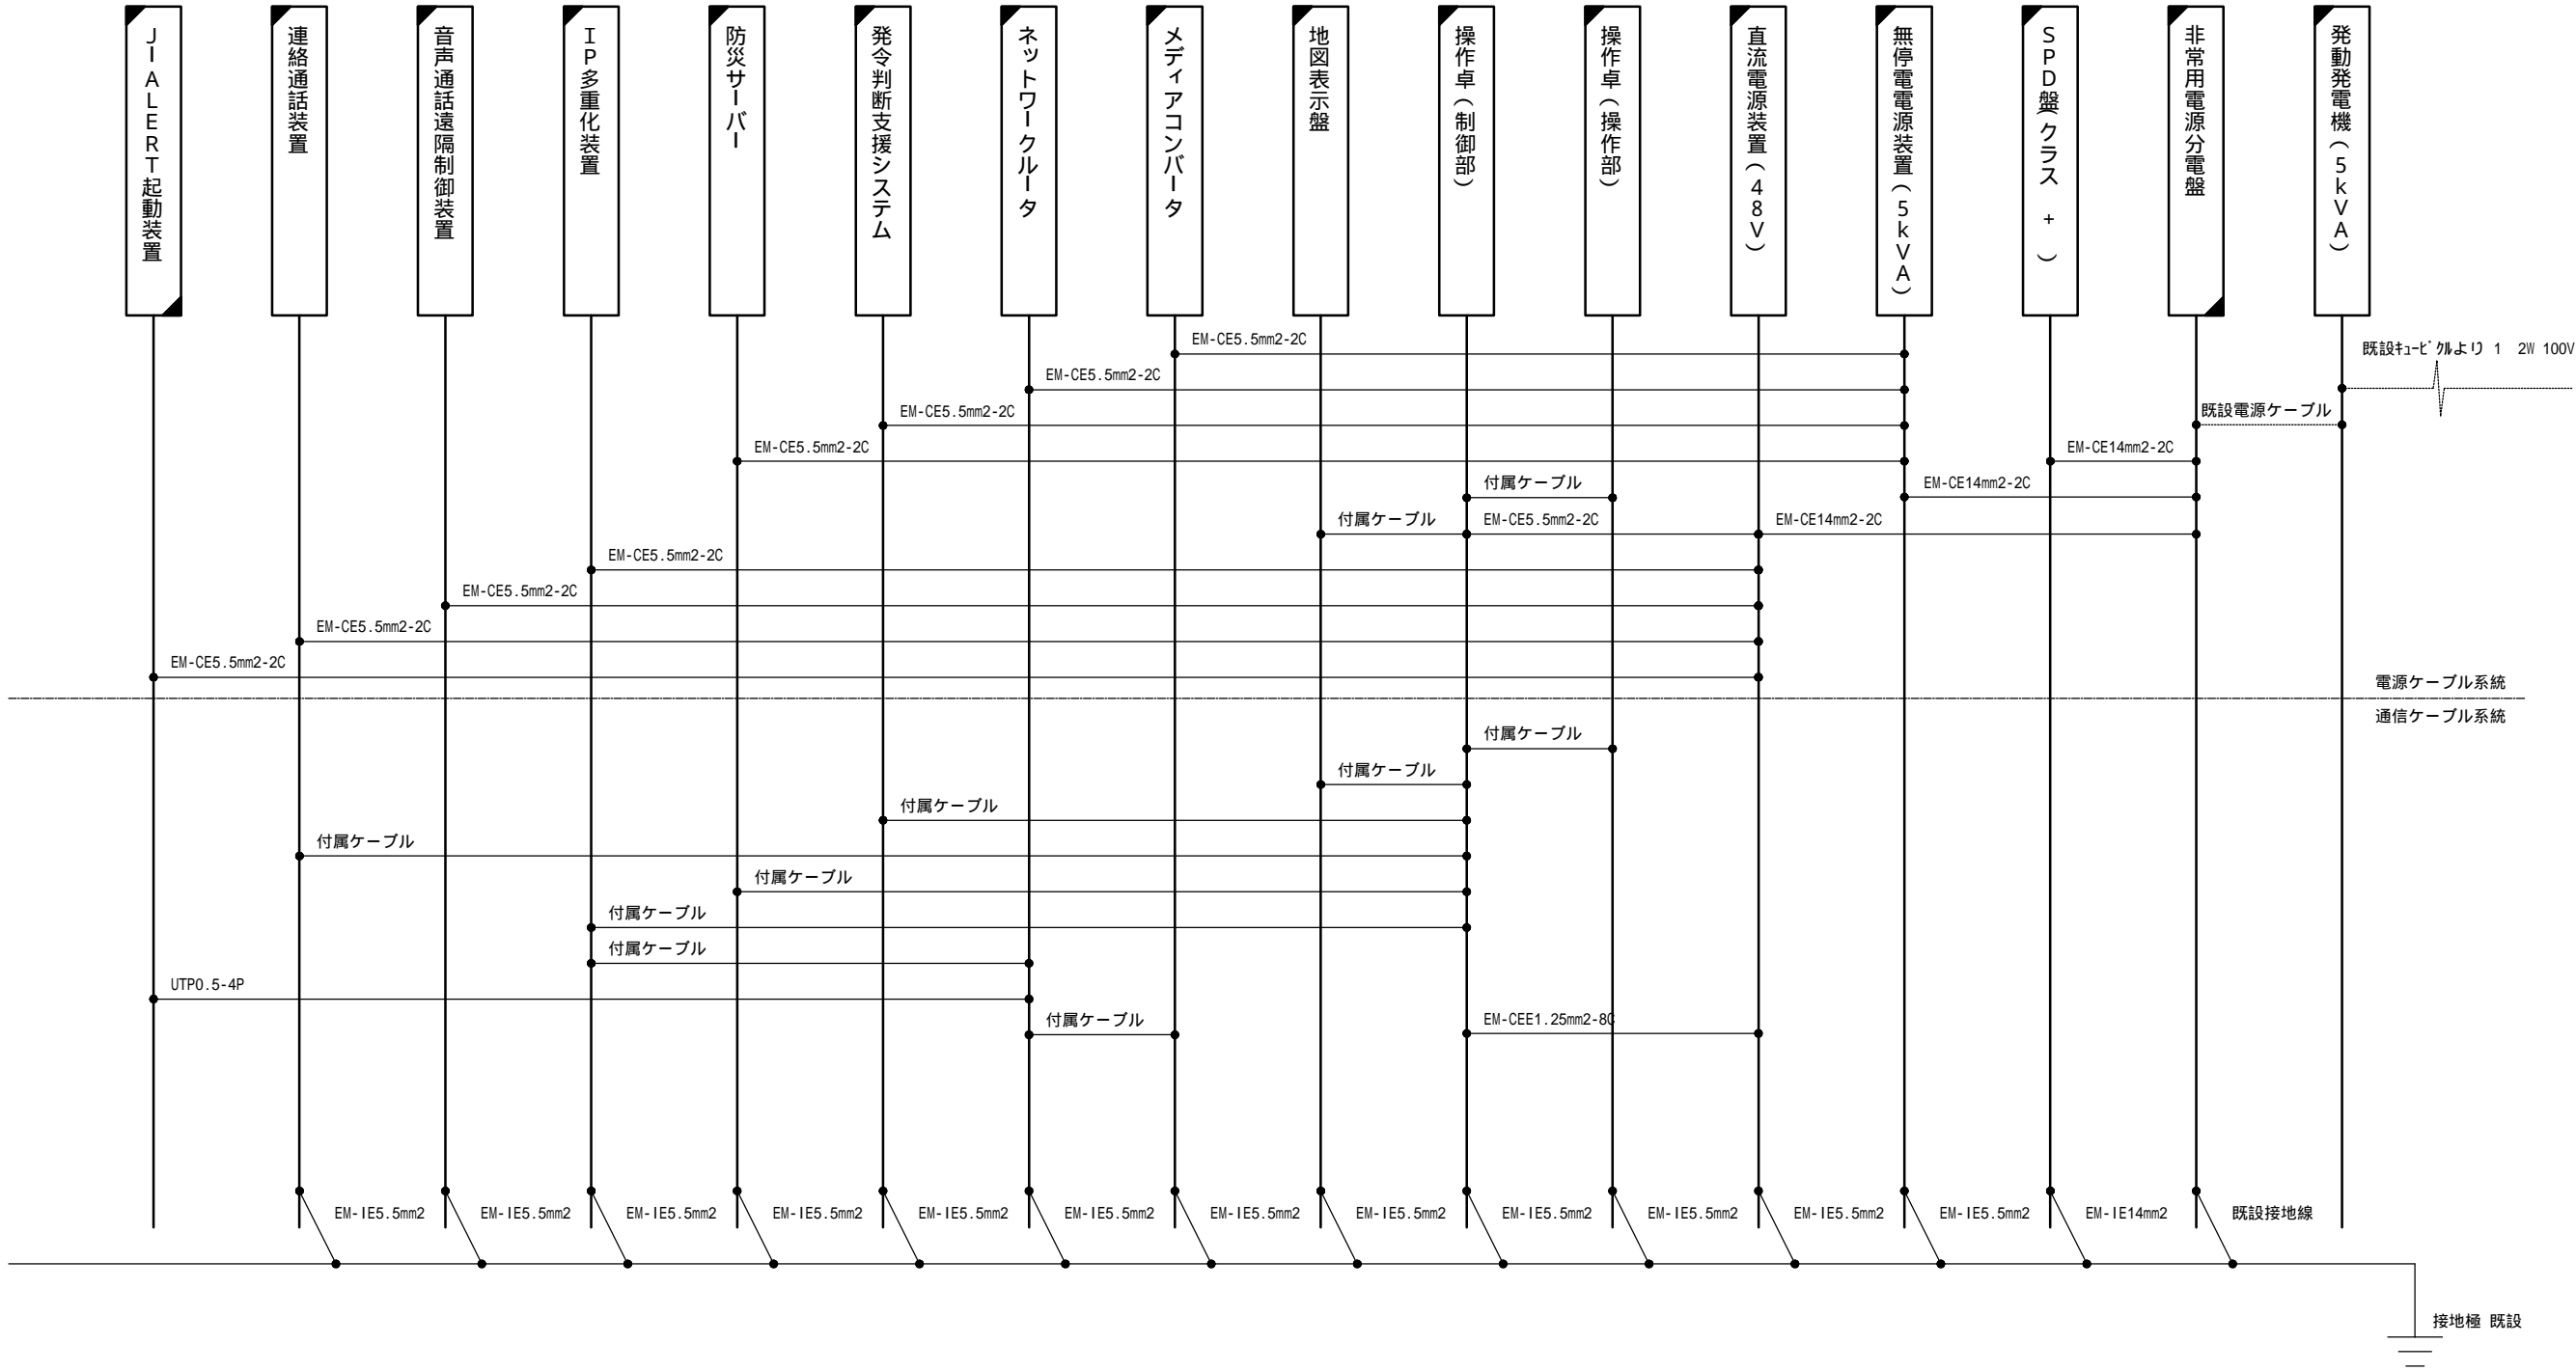 J-ALERT起動装置
連絡通話装置
音声通話遠隔制御装置
IP多重化装置
防災サーバー
発令判断支援システム
ネットワークルータ
メディアコンバータ
地図表示盤
操作卓(制御部)
操作卓(操作部)
直流電源装置(48V)
無停電電源装置(5kVA)
SPD盤(クラス + )
非常用電源分電盤
発動発電機(5kVA)
EM-CE5.5mm2-2C
既設キュービクルより 1 2W 100V
EM-CE5.5mm2-2C
EM-CE5.5mm2-2C
既設電源ケーブル
EM-CE5.5mm2-2C
EM-CE14mm2-2C
付属ケーブル
EM-CE14mm2-2C
付属ケーブル
EM-CE5.5mm2-2C
EM-CE14mm2-2C
EM-CE5.5mm2-2C
EM-CE5.5mm2-2C
EM-CE5.5mm2-2C
EM-CE5.5mm2-2C
電源ケーブル系統
通信ケーブル系統
付属ケーブル
付属ケーブル
付属ケーブル
付属ケーブル
付属ケーブル
付属ケーブル
付属ケーブル
UTP0.5-4P
付属ケーブル
EM-CEE1.25mm2-8C
EM-IE5.5mm2
EM-IE5.5mm2
EM-IE5.5mm2
EM-IE5.5mm2
EM-IE5.5mm2
EM-IE5.5mm2
EM-IE5.5mm2
EM-IE5.5mm2
EM-IE5.5mm2
EM-IE5.5mm2
EM-IE5.5mm2
EM-IE5.5mm2
EM-IE14mm2
既設接地線
接地極 既設